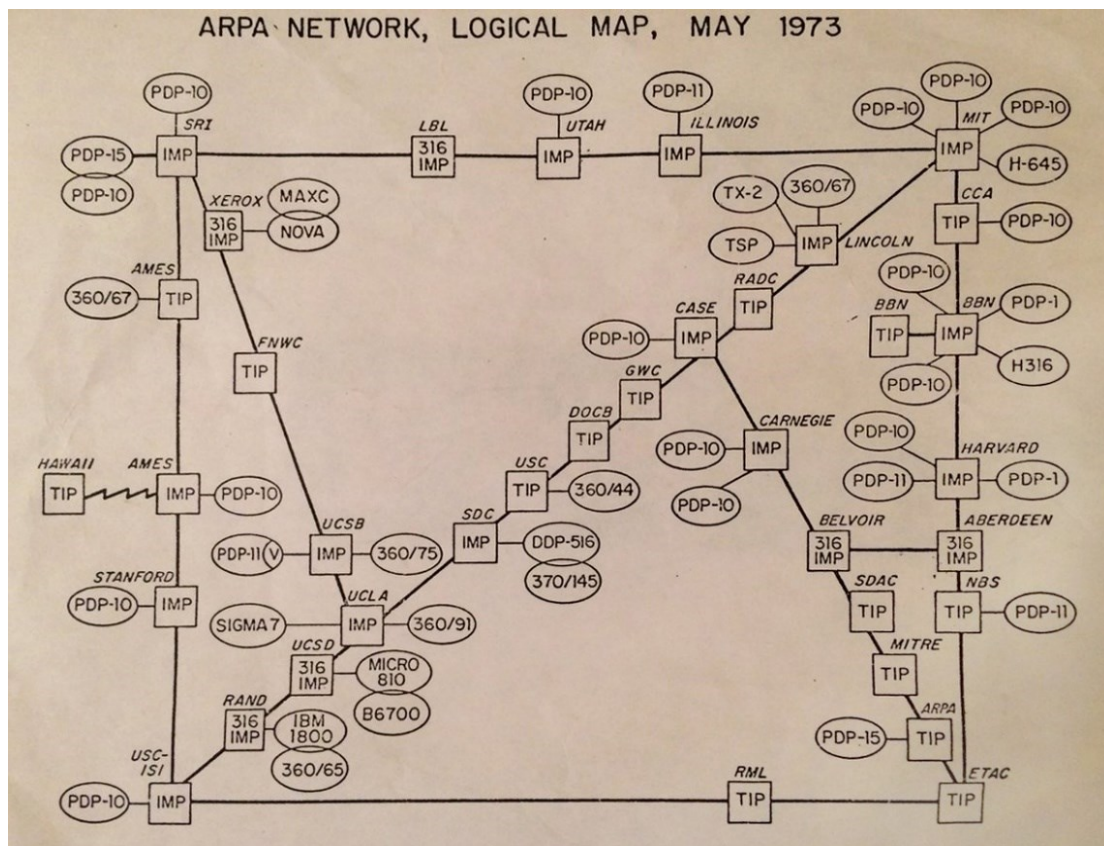 ARPA NETWORK, LOGICAL MAP, MAY 1973
PDP-10
PDP-10
PDP-11
PDP-10
PDP-10
PDP-10
SRI
LBL
UTAH
ILLINOIS
MIT
PDP-15
IMP
316
IMP
IMP
IMP
IMP
PDP-10
H-645
XEROX
MAXC
316
IMP
NOVA
TX-2
360/67
CCA
TIP
PDP-10
TSP
IMP
LINCOLN
AMES
360/67
TIP
RADC
TIP
PDP-10
BBN
BBN
PDP-1
TIP
IMP
PDP-10
H316
CASE
PDP-10
IMP
FNWC
TIP
GWC
TIP
DOCB
TIP
CARNEGIE
PDP-10
IMP
PDP-10
PDP-10
HARVARD
PDP-11
IMP
PDP-1
HAWAII
TIP
AMES
IMP
PDP-10
USC
TIP
360/44
UCSB
PDP-11
V
IMP
360/75
SDC
IMP
DDP-516
370/145
BELVOIR
316
IMP
ABERDEEN
316
IMP
STANFORD
PDP-10
IMP
UCLA
SIGMA 7
IMP
360/91
SDAC
TIP
NBS
TIP
PDP-11
UCSD
316
IMP
MICRO
810
B6700
MITRE
TIP
RAND
316
IMP
IBM
1800
360/65
ARPA
PDP-15
TIP
USC-
ISI
PDP-10
IMP
RML
TIP
ETAC
TIP